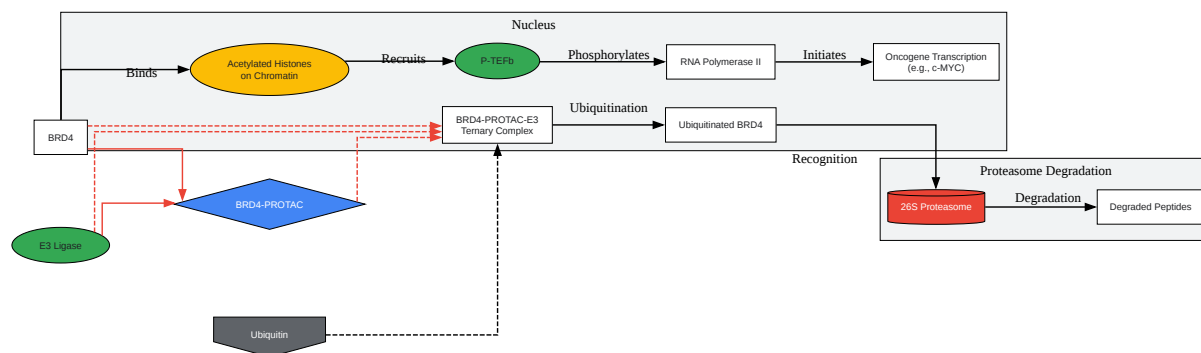 Nucleus
Binds
Acetylated Histones
on Chromatin
Recruits
P-TEFb
Phosphorylates
RNA Polymerase II
Initiates
Oncogene Transcription
(e.g., c-MYC)
BRD4
BRD4-PROTAC-E3
Ternary Complex
Ubiquitination
Ubiquitinated BRD4
Recognition
Proteasome Degradation
BRD4-PROTAC
26S Proteasome
Degradation
Degraded Peptides
E3 Ligase
Ubiquitin